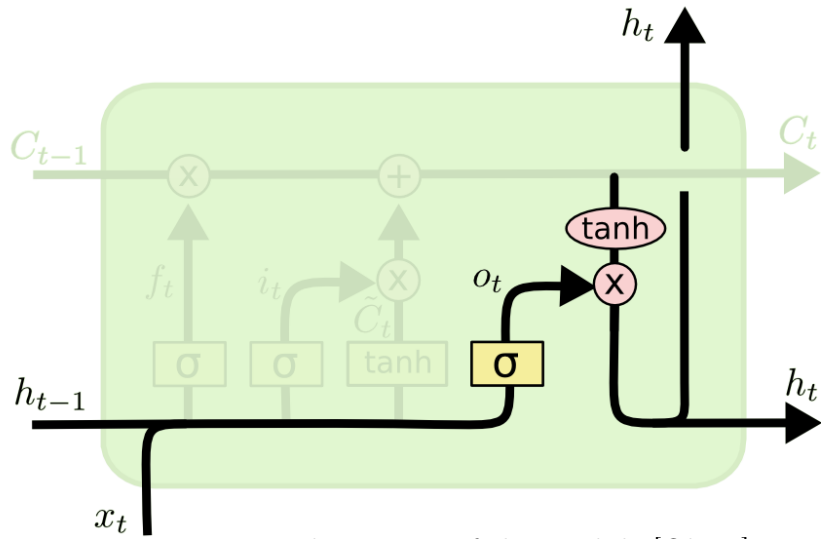 h_t
C_{t-1}
C_t
x
+
tanh
f_t
i_t
x
o_t
x
C̃_t
σ
σ
tanh
σ
h_{t-1}
h_t
x_t